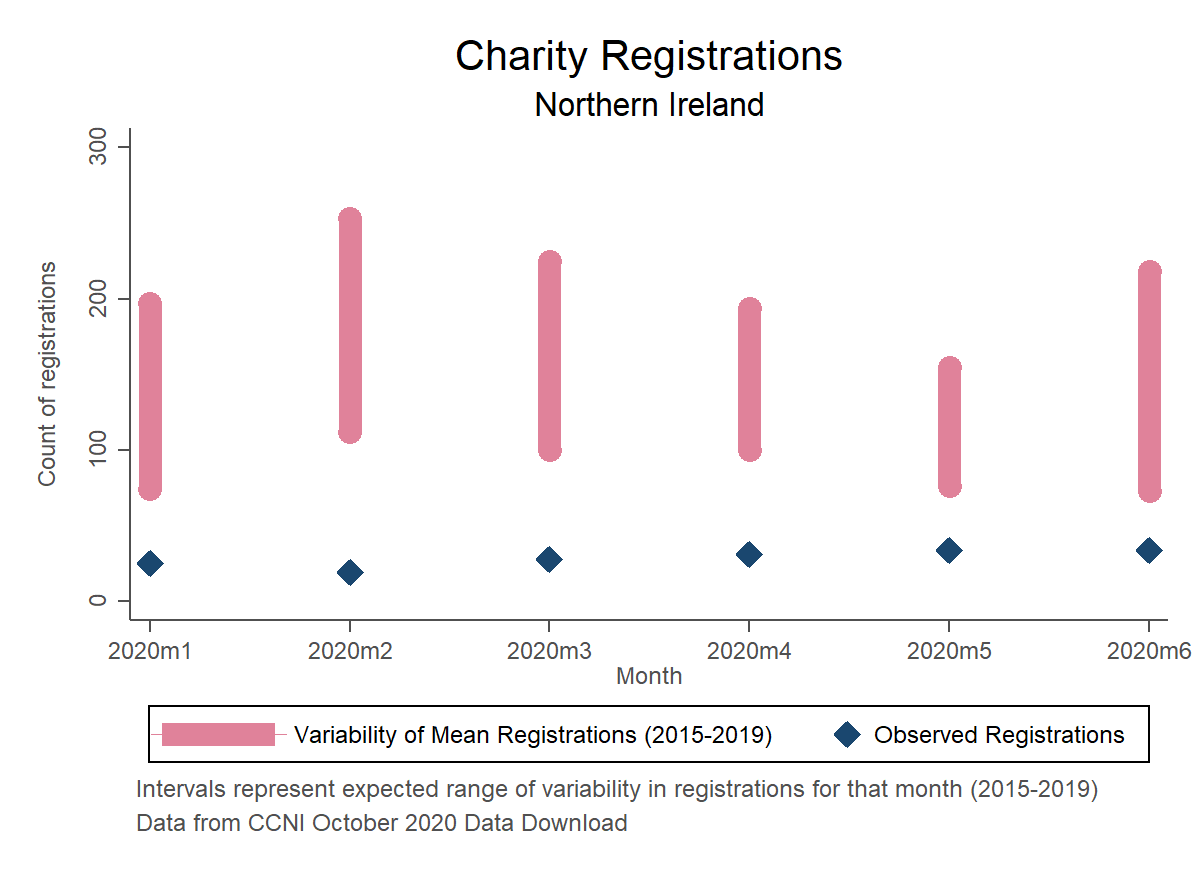 Charity Registrations
Northern Ireland
300
200
100
0
Count of registrations
2020m1 2020m2 2020m3 2020m4 2020m5 2020m6
Month
Variability of Mean Registrations (2015-2019) Observed Registrations
Intervals represent expected range of variability in registrations for that month (2015-2019)
Data from CCNI October 2020 Data Download